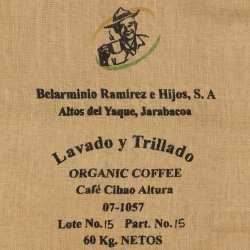 Belarminio Ramirez e Hijos, S. A
Altos del Yaque, Jarabacoa
Lavado y Trillado
ORGANIC COFFEE
Café Cibao Altura
07-1057
Lote No. 15 Part. No. 15
60 Kg. NETOS